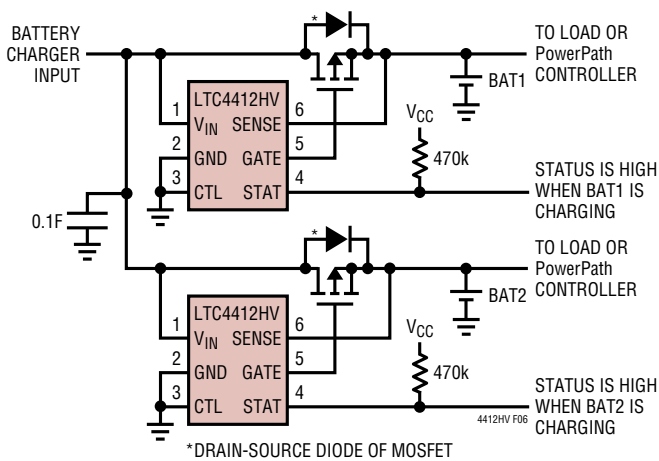 BATTERY
CHARGER
INPUT
*
TO LOAD OR
PowerPath
CONTROLLER
BAT1
LTC4412HV
1
VIN SENSE
6
2
GND GATE
5
3
CTL STAT
4
VCC
470k
STATUS IS HIGH
WHEN BAT1 IS
CHARGING
0.1F
*
TO LOAD OR
PowerPath
CONTROLLER
BAT2
LTC4412HV
1
VIN SENSE
6
2
GND GATE
5
3
CTL STAT
4
VCC
470k
STATUS IS HIGH
WHEN BAT2 IS
CHARGING
4412HV F06
*DRAIN-SOURCE DIODE OF MOSFET